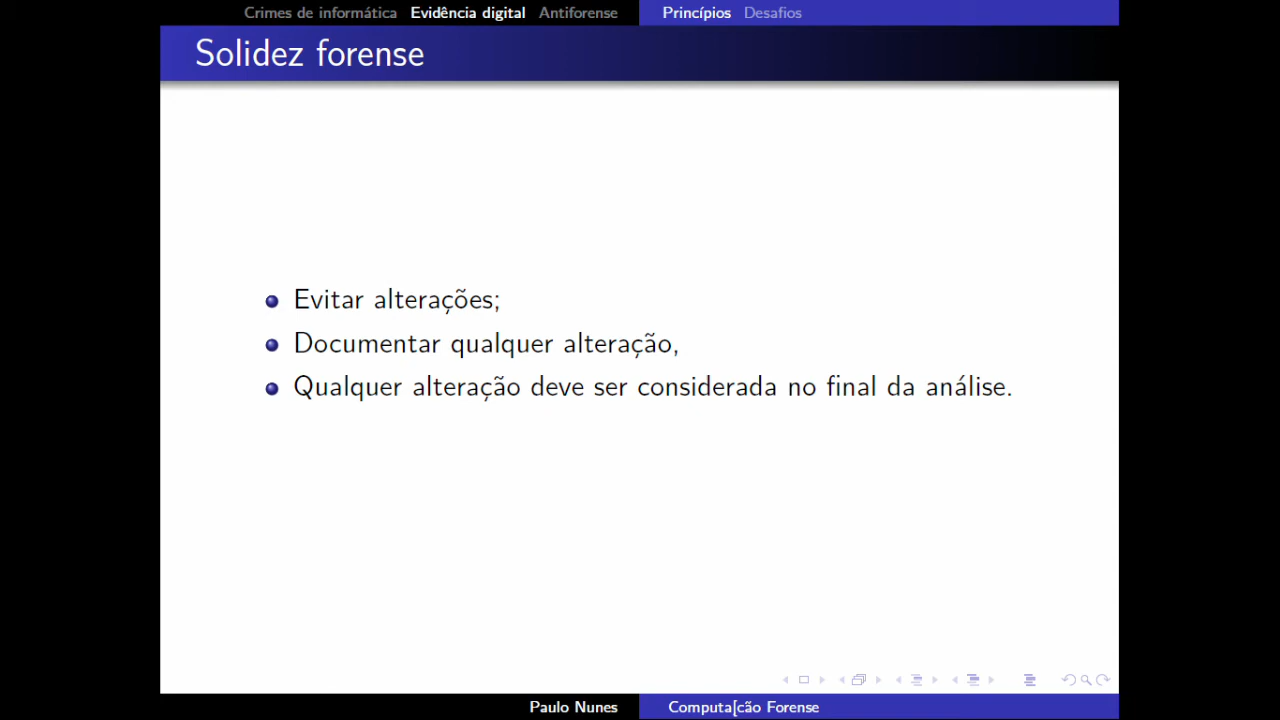 Crimes de informática Evidência digital Antiforense Princípios Desafios
Solidez forense
Evitar alterações;
Documentar qualquer alteração,
Qualquer alteração deve ser considerada no final da análise.
Paulo Nunes Computa[cão Forense